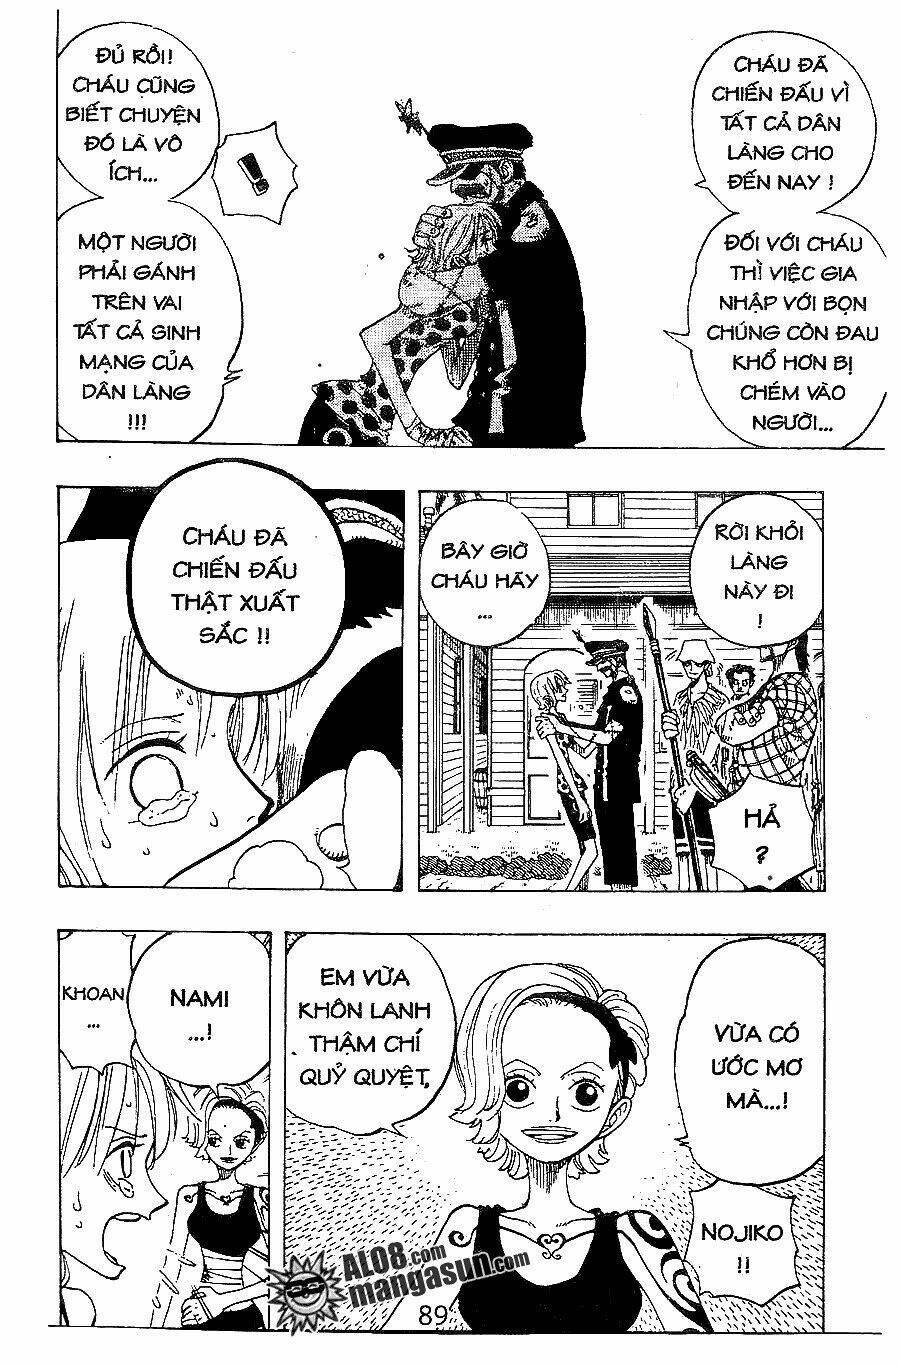 ĐỦ RỒI!
CHÁU CŨNG
BIẾT CHUYỆN
ĐÓ LÀ VÔ
ÍCH...
MỘT NGƯỜI
PHẢI GÁNH
TRÊN VAI
TẤT CẢ SINH
MẠNG CỦA
DÂN LÀNG
!!!
!
CHÁU ĐÃ
CHIẾN ĐẤU VÌ
TẤT CẢ DÂN
LÀNG CHO
ĐẾN NAY !
ĐỐI VỚI CHÁU
THÌ VIỆC GIA
NHẬP VỚI BỌN
CHÚNG CÒN ĐAU
KHỔ HƠN BỊ
CHÉM VÀO
NGƯỜI...
CHÁU ĐÃ
CHIẾN ĐẤU
THẬT XUẤT
SẮC !!
BÂY GIỜ
CHÁU HÃY
...
RỜI KHỎI
LÀNG
NÀY ĐI
!
HẢ
?
KHOAN
...
NAMI
...!
EM VỪA
KHÔN LANH
THẬM CHÍ
QUỶ QUYỆT,
VỪA CÓ
ƯỚC MƠ
MÀ...!
NOJIKO
!!
ALO8.com
mangasun.com
89